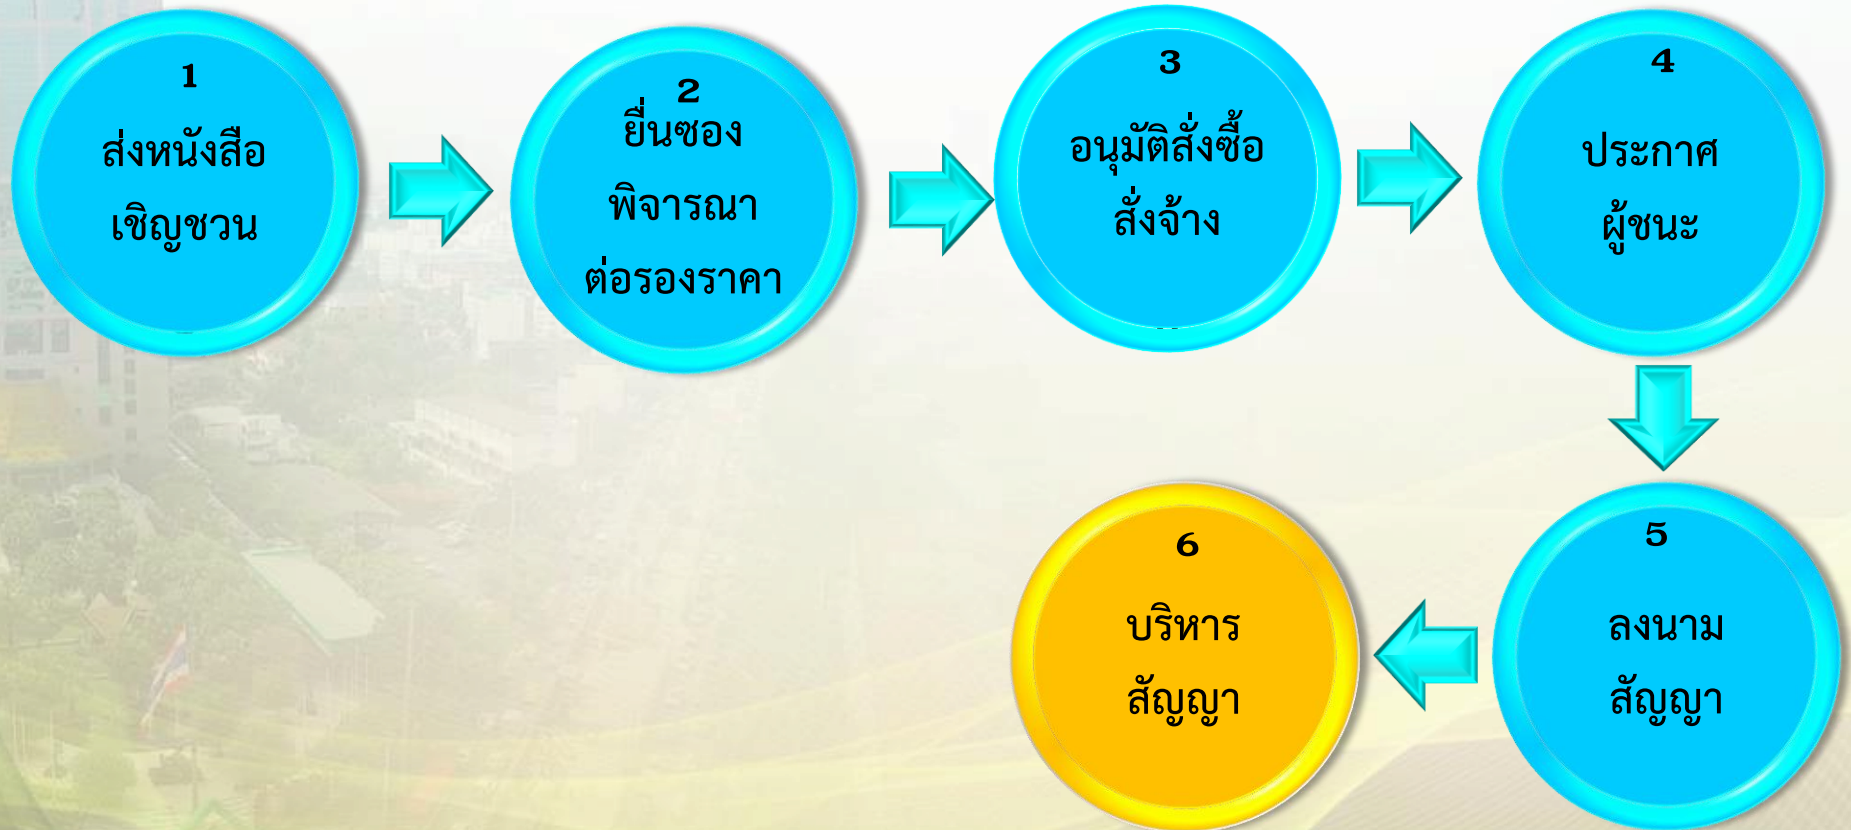 1
ส่งหนังสือ
เชิญชวน
2
ยื่นซอง
พิจารณา
ต่อรองราคา
3
อนุมัติสั่งซื้อ
สั่งจ้าง
4
ประกาศ
ผู้ชนะ
5
ลงนาม
สัญญา
6
บริหาร
สัญญา